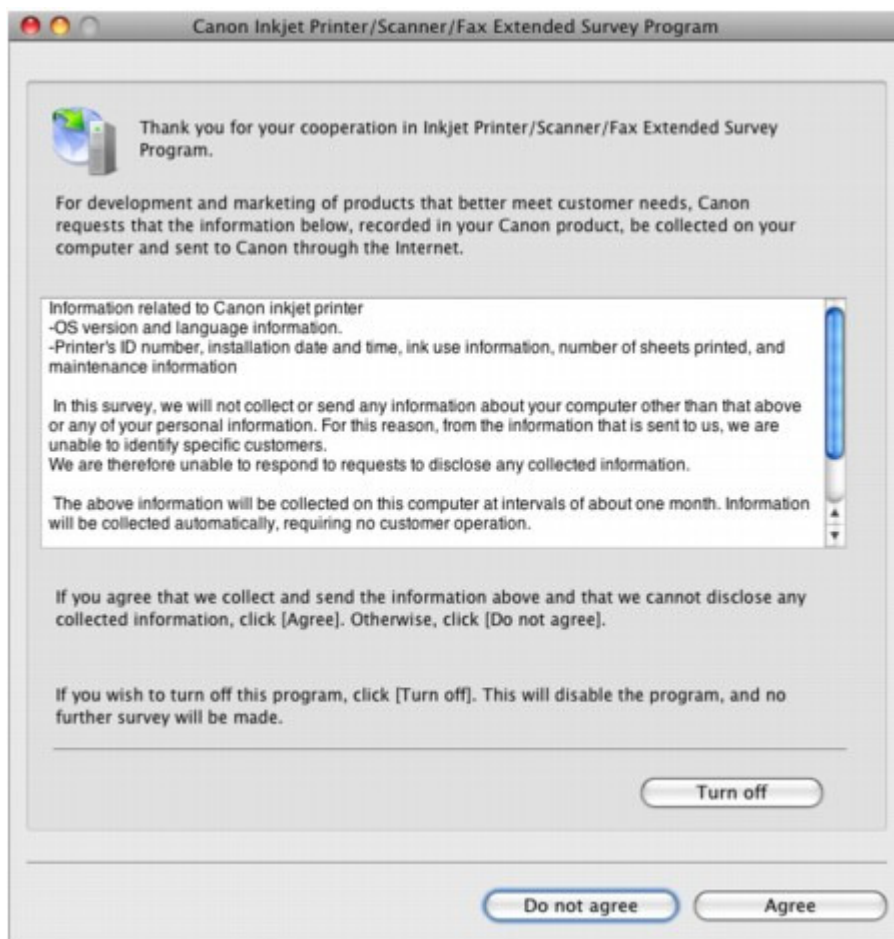 Canon Inkjet Printer/Scanner/Fax Extended Survey Program
Thank you for your cooperation in Inkjet Printer/Scanner/Fax Extended Survey
Program.
For development and marketing of products that better meet customer needs, Canon
requests that the information below, recorded in your Canon product, be collected on your
computer and sent to Canon through the Internet.
Information related to Canon inkjet printer
-OS version and language information.
-Printer's ID number, installation date and time, ink use information, number of sheets printed, and
maintenance information
In this survey, we will not collect or send any information about your computer other than that above
or any of your personal information. For this reason, from the information that is sent to us, we are
unable to identify specific customers.
We are therefore unable to respond to requests to disclose any collected information.
The above information will be collected on this computer at intervals of about one month. Information
will be collected automatically, requiring no customer operation.
If you agree that we collect and send the information above and that we cannot disclose any
collected information, click [Agree]. Otherwise, click [Do not agree].
If you wish to turn off this program, click [Turn off]. This will disable the program, and no
further survey will be made.
Turn off
Do not agree
Agree